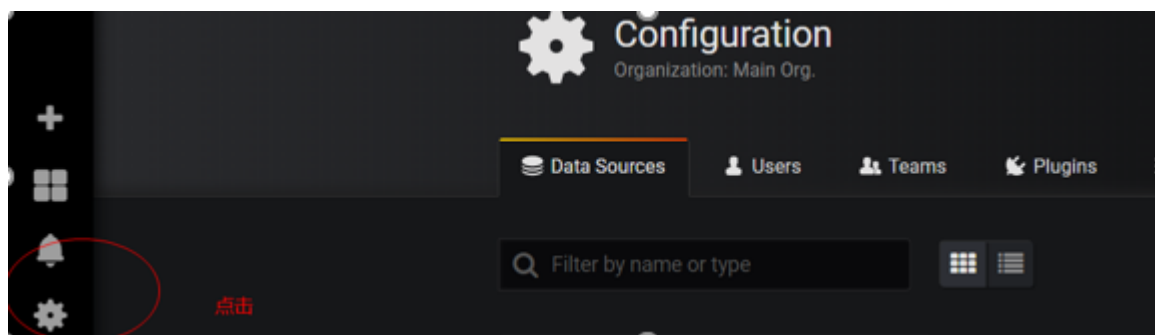 Configuration
Organization: Main Org.
Data Sources
Users
Teams
Plugins
Filter by name or type
点击